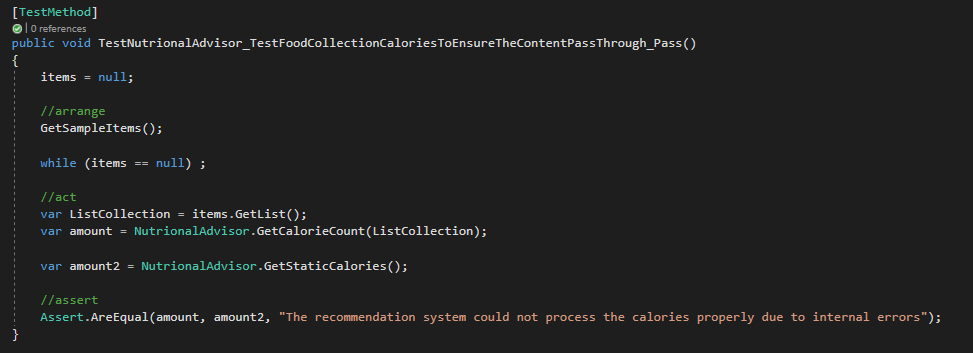 [TestMethod]
| 0 references
public void TestNutrionalAdvisor_TestFoodCollectionCaloriesToEnsureTheContentPassThrough_Pass()
{
items = null;
//arrange
GetSampleItems();
while (items == null) ;
//act
var ListCollection = items.GetList();
var amount = NutrionalAdvisor.GetCalorieCount(ListCollection);
var amount2 = NutrionalAdvisor.GetStaticCalories();
//assert
Assert.AreEqual(amount, amount2, "The recommendation system could not process the calories properly due to internal errors");
}